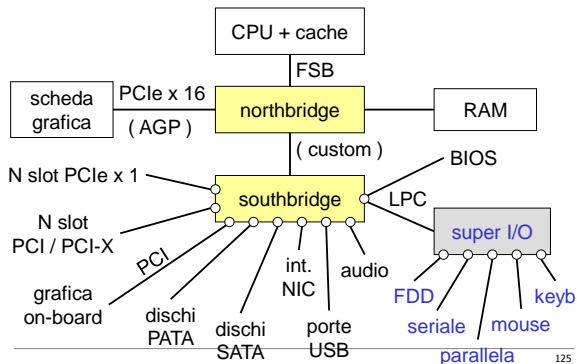 CPU + cache
FSB
scheda
grafica
PCIe x 16
( AGP )
northbridge
RAM
( custom )
BIOS
N slot PCIe x 1
southbridge
LPC
N slot
PCI / PCI-X
super I/O
PCI
grafica
on-board
dischi
PATA
dischi
SATA
int.
NIC
porte
USB
audio
FDD
seriale
parallela
mouse
keyb
125